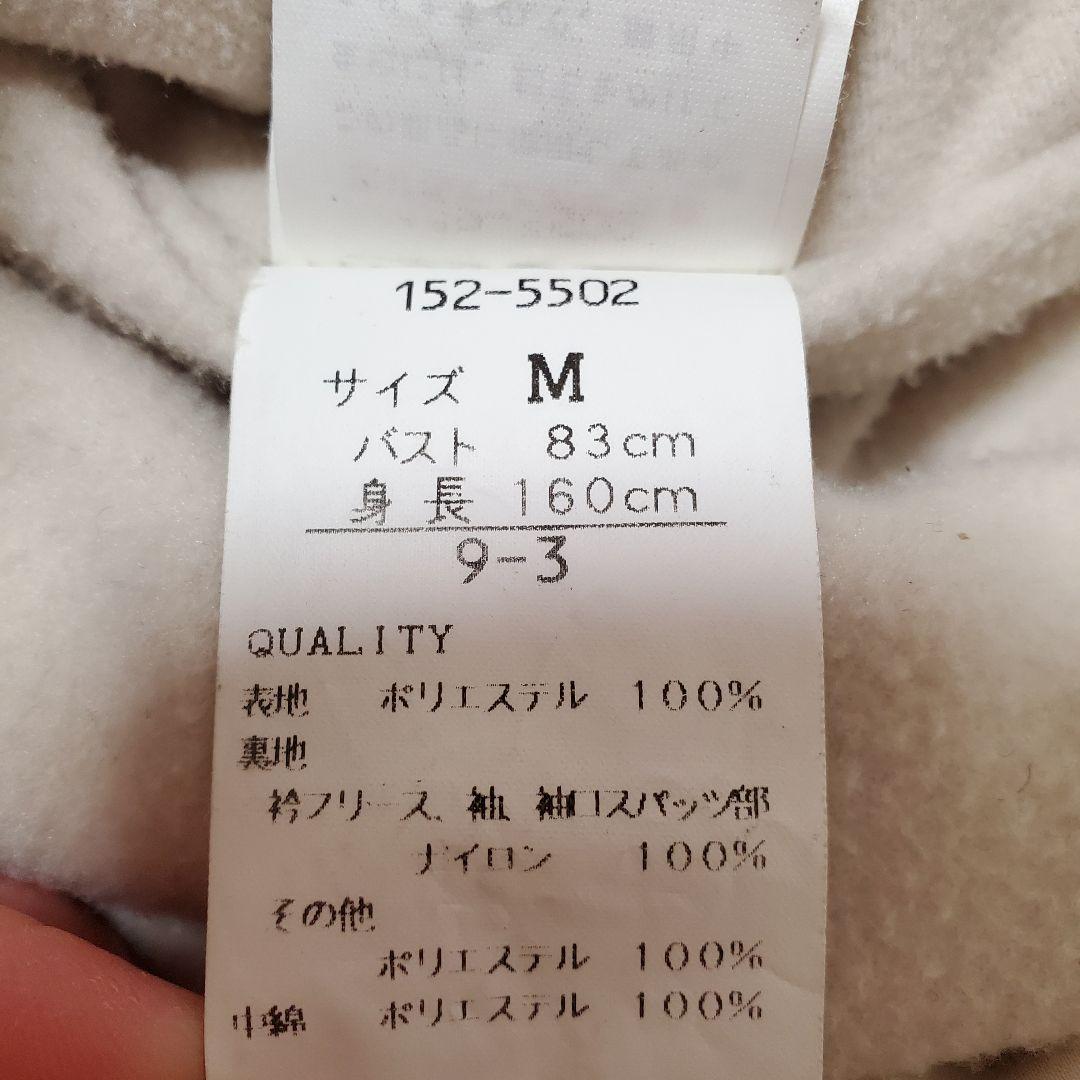 152-5502
サイズ M
バスト 83cm
身長 160cm
9-3
QUALITY
表地 ポリエステル 100%
裏地
衿フリース、袖、袖口スパッツ部
ナイロン 100%
その他
ポリエステル 100%
中綿 ポリエステル 100%